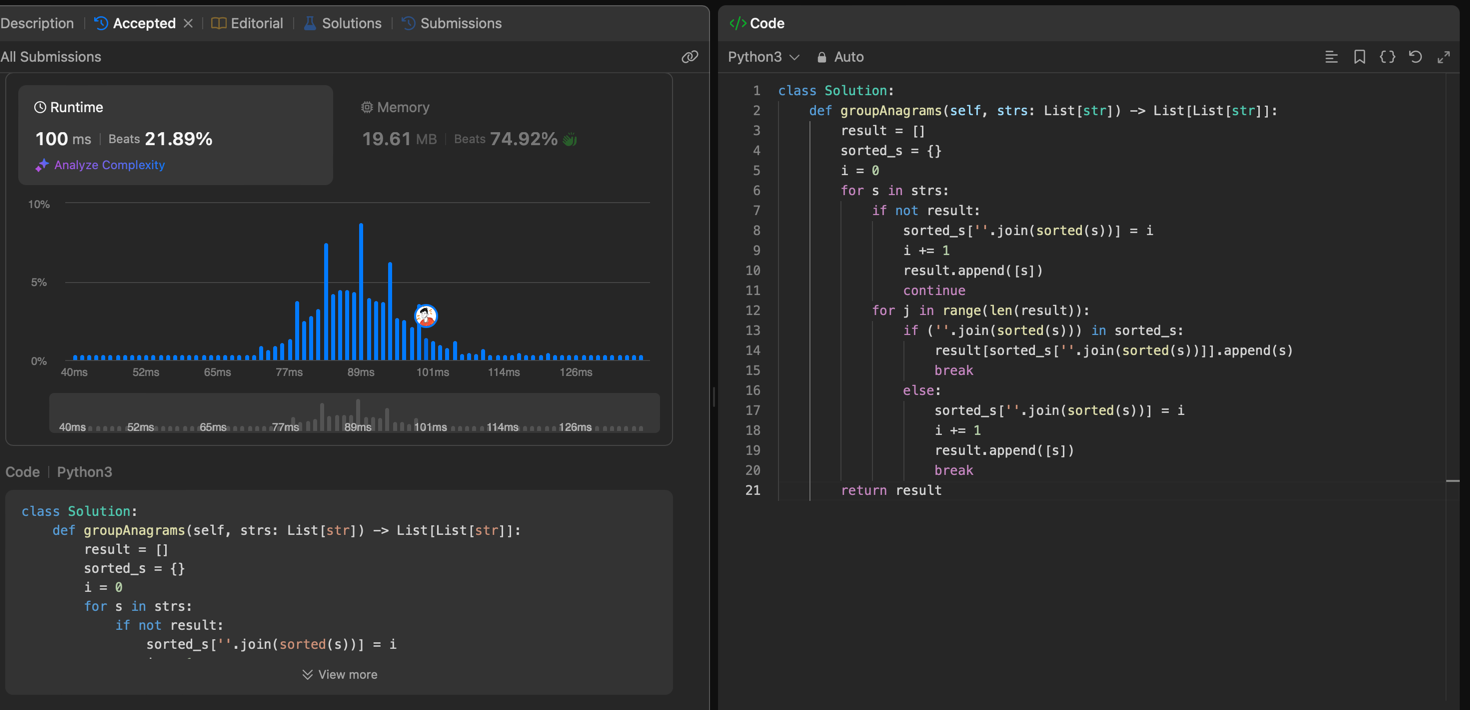 Description
Accepted
Editorial
Solutions
Submissions
All Submissions
Runtime
100 ms
Beats 21.89%
Analyze Complexity
Memory
19.61 MB
Beats 74.92%
10%
5%
0%
40ms 52ms 65ms 77ms 89ms 101ms 114ms 126ms
40ms 52ms 65ms 77ms 89ms 101ms 114ms 126ms
Code
Python3
class Solution:
    def groupAnagrams(self, strs: List[str]) -> List[List[str]]:
        result = []
        sorted_s = {}
        i = 0
        for s in strs:
            if not result:
                sorted_s[''.join(sorted(s))] = i
View more
</> Code
Python3
Auto
1 class Solution:
2     def groupAnagrams(self, strs: List[str]) -> List[List[str]]:
3         result = []
4         sorted_s = {}
5         i = 0
6         for s in strs:
7             if not result:
8                 sorted_s[''.join(sorted(s))] = i
9                 i += 1
10                 result.append([s])
11                 continue
12             for j in range(len(result)):
13                 if (''.join(sorted(s))) in sorted_s:
14                     result[sorted_s[''.join(sorted(s))]].append(s)
15                     break
16                 else:
17                     sorted_s[''.join(sorted(s))] = i
18                     i += 1
19                     result.append([s])
20                     break
21         return result